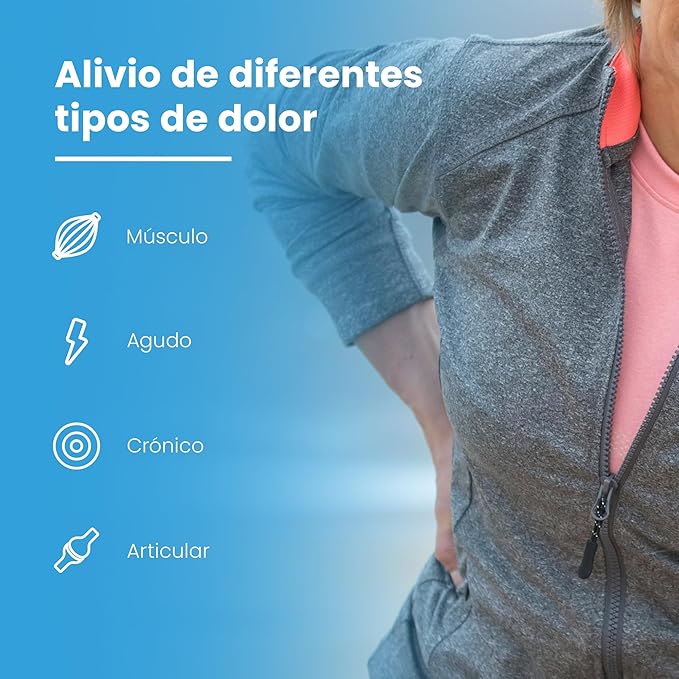 Alivio de diferentes
tipos de dolor
Músculo
Agudo
Crónico
Articular